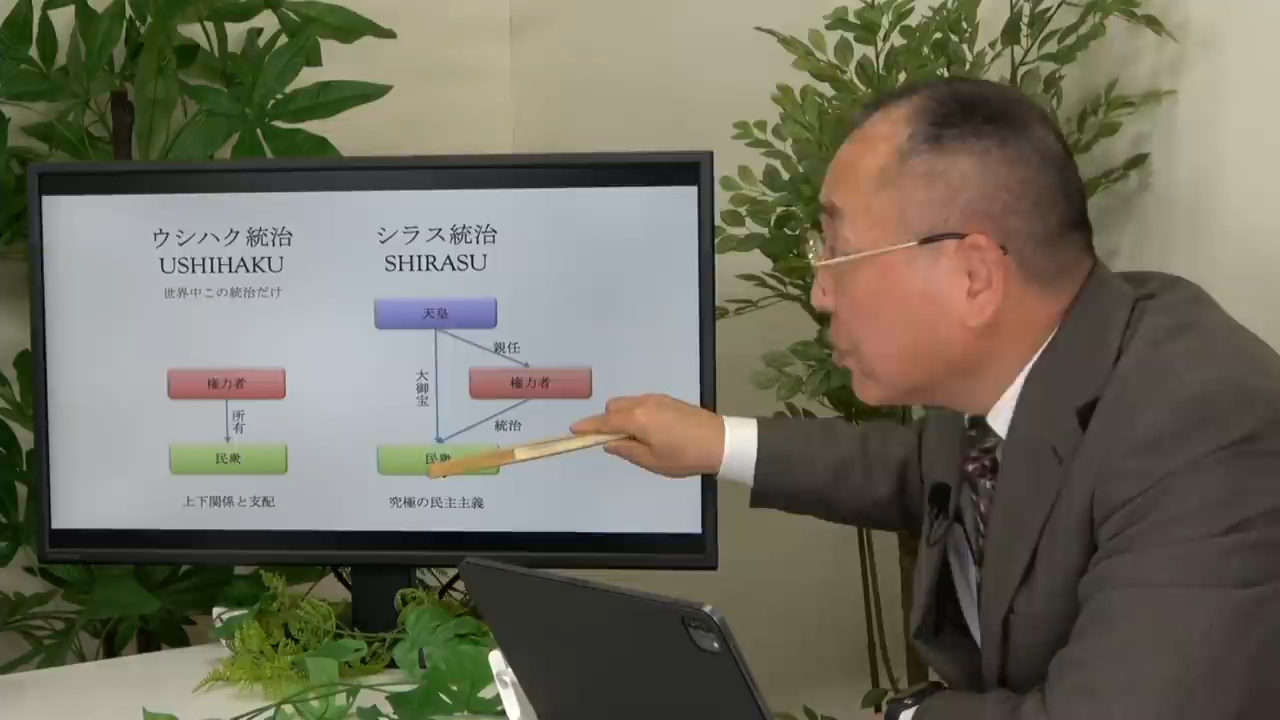 ウシハク統治
USHIHAKU
世界中この統治だけ
権力者
所有
民衆
上下関係と支配
シラス統治
SHIRASU
天皇
親任
大御宝
権力者
統治
民衆
究極の民主主義